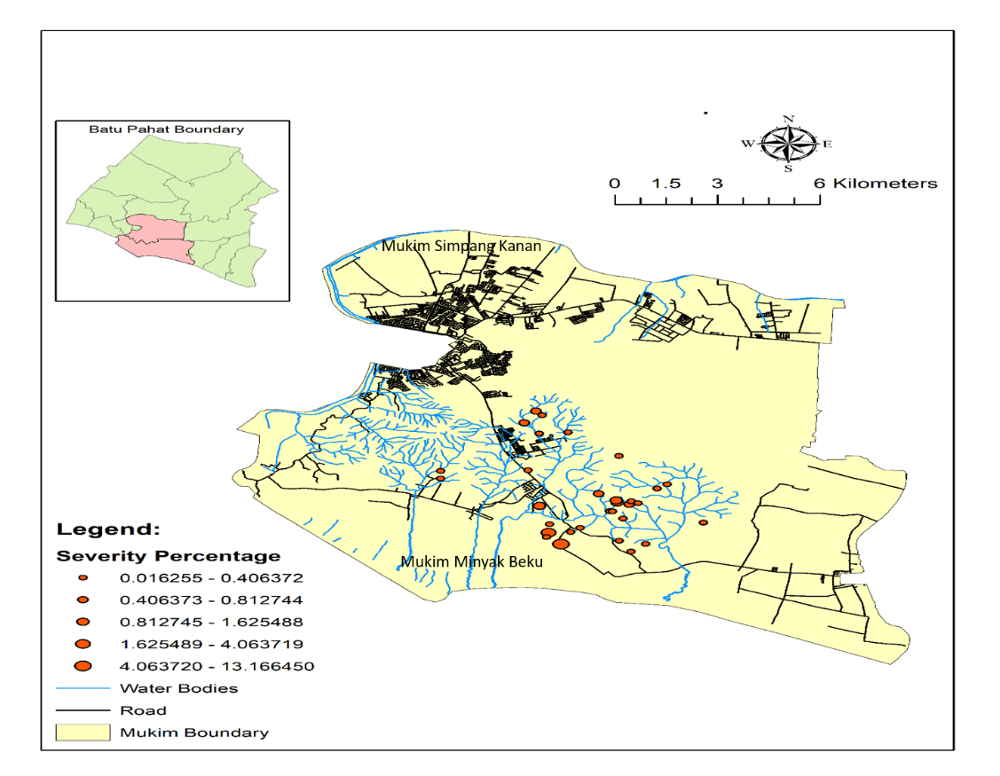 Batu Pahat Boundary
N
W
E
S
0 1.5 3 6 Kilometers
Mukim Simpang Kanan
Mukim Minyak Beku
Legend:
Severity Percentage
0.016255 - 0.406372
0.406373 - 0.812744
0.812745 - 1.625488
1.625489 - 4.063719
4.063720 - 13.166450
Water Bodies
Road
Mukim Boundary